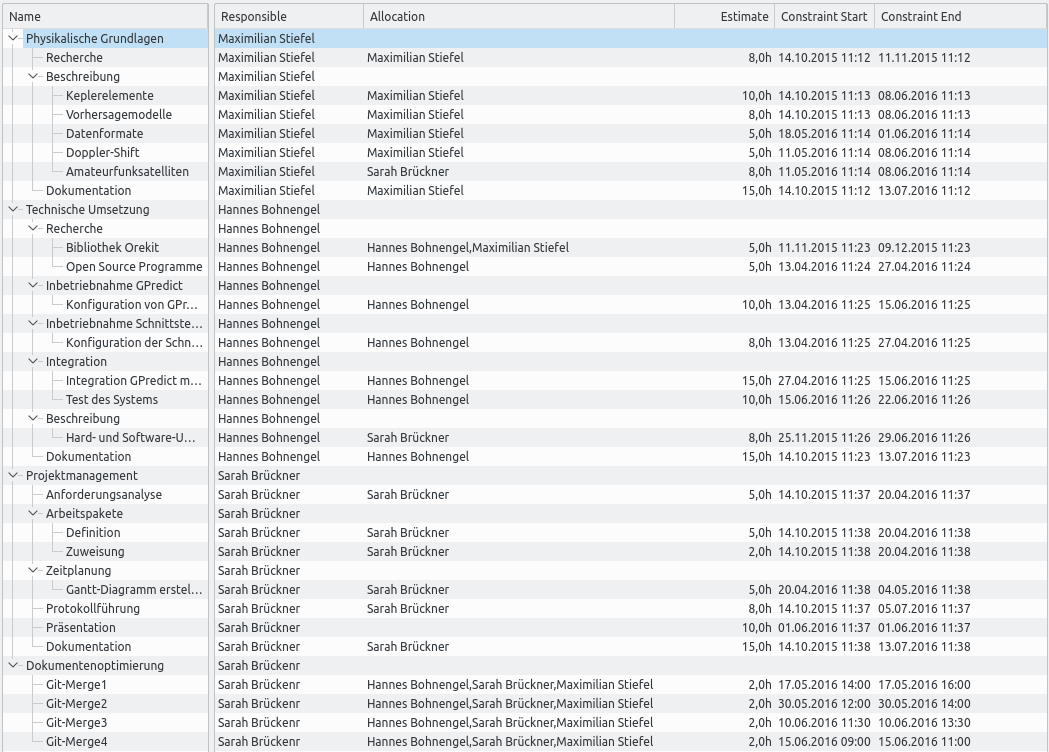 Name Responsible Allocation Estimate Constraint Start Constraint End
Physikalische Grundlagen Maximilian Stiefel
Recherche Maximilian Stiefel 8,0h 14.10.2015 11:12 11.11.2015 11:12
Beschreibung Maximilian Stiefel
Keplerelemente Maximilian Stiefel Maximilian Stiefel 10,0h 14.10.2015 11:13 08.06.2016 11:13
Vorhersagemodelle Maximilian Stiefel Maximilian Stiefel 8,0h 14.10.2015 11:13 08.06.2016 11:13
Datenformate Maximilian Stiefel Maximilian Stiefel 5,0h 18.05.2016 11:14 01.06.2016 11:14
Doppler-Shift Maximilian Stiefel Maximilian Stiefel 5,0h 11.05.2016 11:14 08.06.2016 11:14
Amateurfunksatelliten Maximilian Stiefel Sarah Brückner 8,0h 11.05.2016 11:14 08.06.2016 11:14
Dokumentation Maximilian Stiefel Maximilian Stiefel 15,0h 14.10.2015 11:12 13.07.2016 11:12
Technische Umsetzung Hannes Bohnengel
Recherche Hannes Bohnengel
Bibliothek Orekit Hannes Bohnengel Hannes Bohnengel,Maximilian Stiefel 5,0h 11.11.2015 11:23 09.12.2015 11:23
Open Source Programme Hannes Bohnengel Hannes Bohnengel 5,0h 13.04.2016 11:24 27.04.2016 11:24
Inbetriebnahme GPredict Hannes Bohnengel
Konfiguration von GPr... Hannes Bohnengel Hannes Bohnengel 10,0h 13.04.2016 11:25 15.06.2016 11:25
Inbetriebnahme Schnittste... Hannes Bohnengel
Konfiguration der Schn... Hannes Bohnengel Hannes Bohnengel 8,0h 13.04.2016 11:25 27.04.2016 11:25
Integration Hannes Bohnengel
Integration GPredict m... Hannes Bohnengel Hannes Bohnengel 15,0h 27.04.2016 11:25 15.06.2016 11:25
Test des Systems Hannes Bohnengel Hannes Bohnengel 10,0h 15.06.2016 11:26 22.06.2016 11:26
Beschreibung Hannes Bohnengel
Hard- und Software-U... Hannes Bohnengel Sarah Brückner 8,0h 25.11.2015 11:26 29.06.2016 11:26
Dokumentation Hannes Bohnengel Hannes Bohnengel 15,0h 14.10.2015 11:23 13.07.2016 11:23
Projektmanagement Sarah Brückner
Anforderungsanalyse Sarah Brückner Sarah Brückner 5,0h 14.10.2015 11:37 20.04.2016 11:37
Arbeitspakete Sarah Brückner
Definition Sarah Brückner Sarah Brückner 5,0h 14.10.2015 11:38 20.04.2016 11:38
Zuweisung Sarah Brückner Sarah Brückner 2,0h 14.10.2015 11:38 20.04.2016 11:38
Zeitplanung Sarah Brückner
Gantt-Diagramm erstel... Sarah Brückner Sarah Brückner 5,0h 20.04.2016 11:38 04.05.2016 11:38
Protokollführung Sarah Brückner Sarah Brückner 8,0h 14.10.2015 11:37 05.07.2016 11:37
Präsentation Sarah Brückner 10,0h 01.06.2016 11:37 01.06.2016 11:37
Dokumentation Sarah Brückner Sarah Brückner 15,0h 14.10.2015 11:38 13.07.2016 11:38
Dokumentenoptimierung Sarah Brückenr
Git-Merge1 Sarah Brückenr Hannes Bohnengel,Sarah Brückner,Maximilian Stiefel 2,0h 17.05.2016 14:00 17.05.2016 16:00
Git-Merge2 Sarah Brückenr Hannes Bohnengel,Sarah Brückner,Maximilian Stiefel 2,0h 30.05.2016 12:00 30.05.2016 14:00
Git-Merge3 Sarah Brückenr Hannes Bohnengel,Sarah Brückner,Maximilian Stiefel 2,0h 10.06.2016 11:30 10.06.2016 13:30
Git-Merge4 Sarah Brückenr Hannes Bohnengel,Sarah Brückner,Maximilian Stiefel 2,0h 15.06.2016 09:00 15.06.2016 11:00